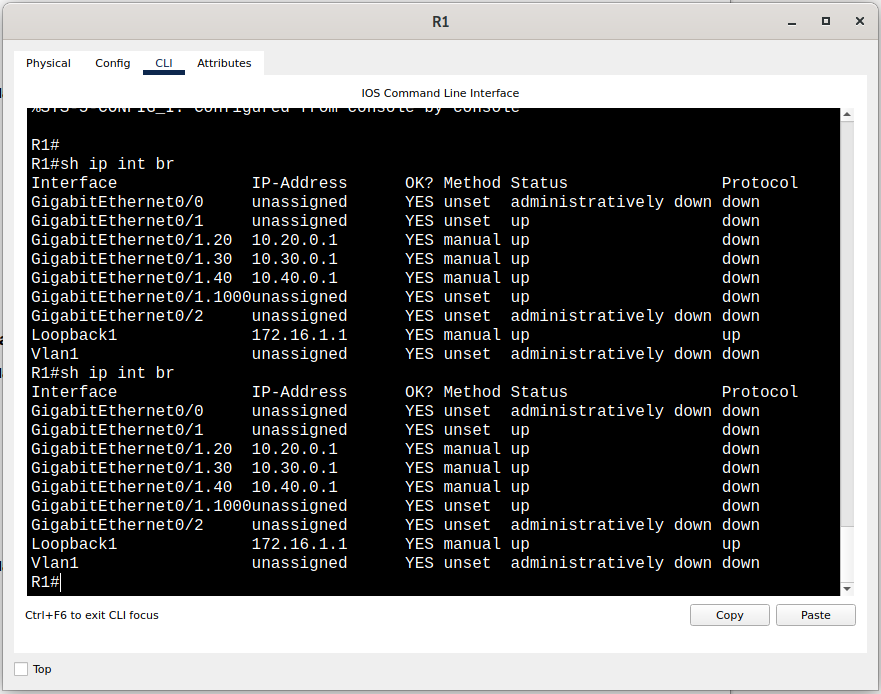 R1
Physical Config CLI Attributes
IOS Command Line Interface
%SYS-5-CONFIG_I: Configured from console by console
R1#
R1#sh ip int br
Interface IP-Address OK? Method Status Protocol
GigabitEthernet0/0 unassigned YES unset administratively down down
GigabitEthernet0/1 unassigned YES unset up down
GigabitEthernet0/1.20 10.20.0.1 YES manual up down
GigabitEthernet0/1.30 10.30.0.1 YES manual up down
GigabitEthernet0/1.40 10.40.0.1 YES manual up down
GigabitEthernet0/1.1000unassigned YES unset up down
GigabitEthernet0/2 unassigned YES unset administratively down down
Loopback1 172.16.1.1 YES manual up up
Vlan1 unassigned YES unset administratively down down
R1#sh ip int br
Interface IP-Address OK? Method Status Protocol
GigabitEthernet0/0 unassigned YES unset administratively down down
GigabitEthernet0/1 unassigned YES unset up down
GigabitEthernet0/1.20 10.20.0.1 YES manual up down
GigabitEthernet0/1.30 10.30.0.1 YES manual up down
GigabitEthernet0/1.40 10.40.0.1 YES manual up down
GigabitEthernet0/1.1000unassigned YES unset up down
GigabitEthernet0/2 unassigned YES unset administratively down down
Loopback1 172.16.1.1 YES manual up up
Vlan1 unassigned YES unset administratively down down
R1#
Ctrl+F6 to exit CLI focus
Copy Paste
Top